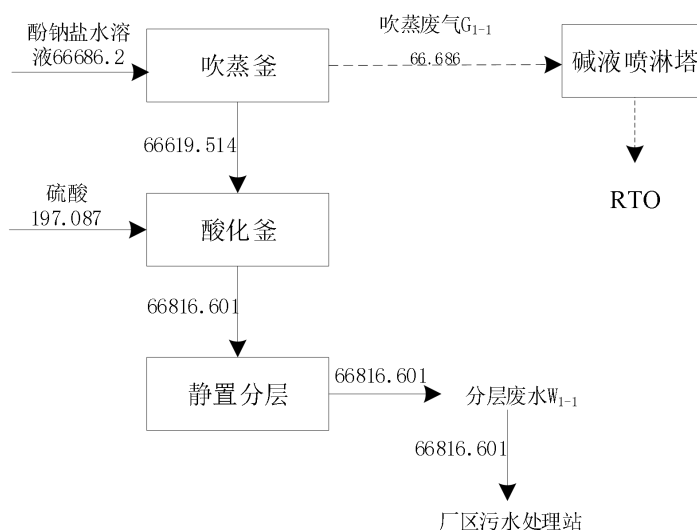 酚钠盐水溶
液66686.2
吹蒸釜
吹蒸废气G₁₋₁
66.686
碱液喷淋塔
66619.514
RTO
硫酸
197.087
酸化釜
66816.601
静置分层
66816.601
分层废水W₁₋₁
66816.601
厂区污水处理站